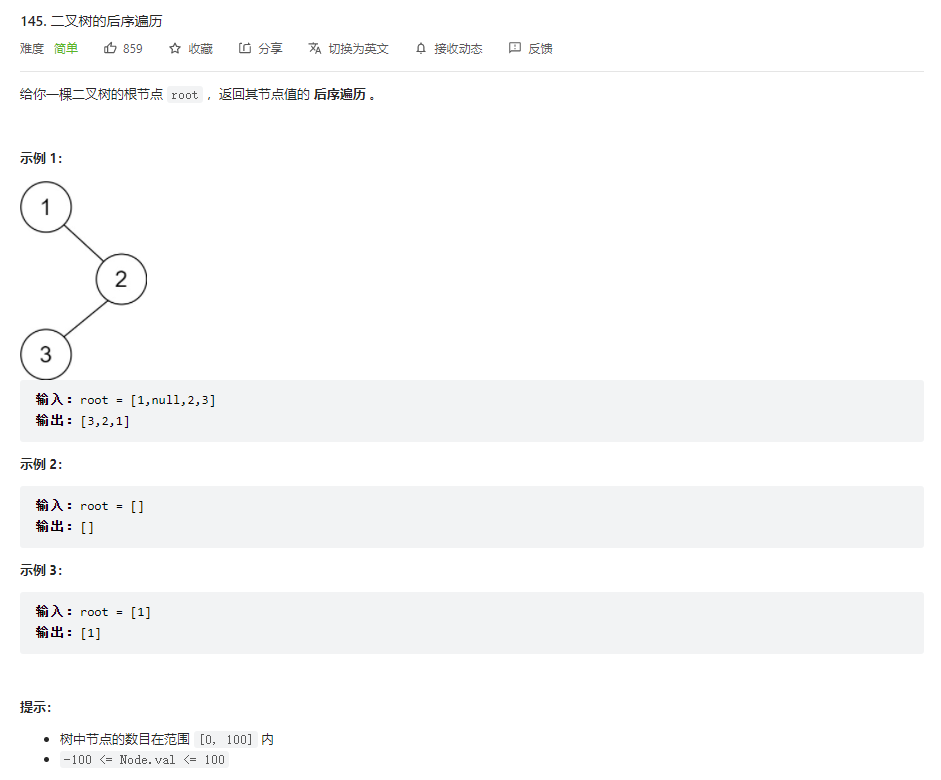 145. 二叉树的后序遍历
难度 简单 859 收藏 分享 切换为英文 接收动态 反馈
给你一棵二叉树的根节点 root ，返回其节点值的 后序遍历 。
示例 1：
1
2
3
输入：root = [1,null,2,3]
输出：[3,2,1]
示例 2：
输入：root = []
输出：[]
示例 3：
输入：root = [1]
输出：[1]
提示：
树中节点的数目在范围 [0, 100] 内
-100 <= Node.val <= 100